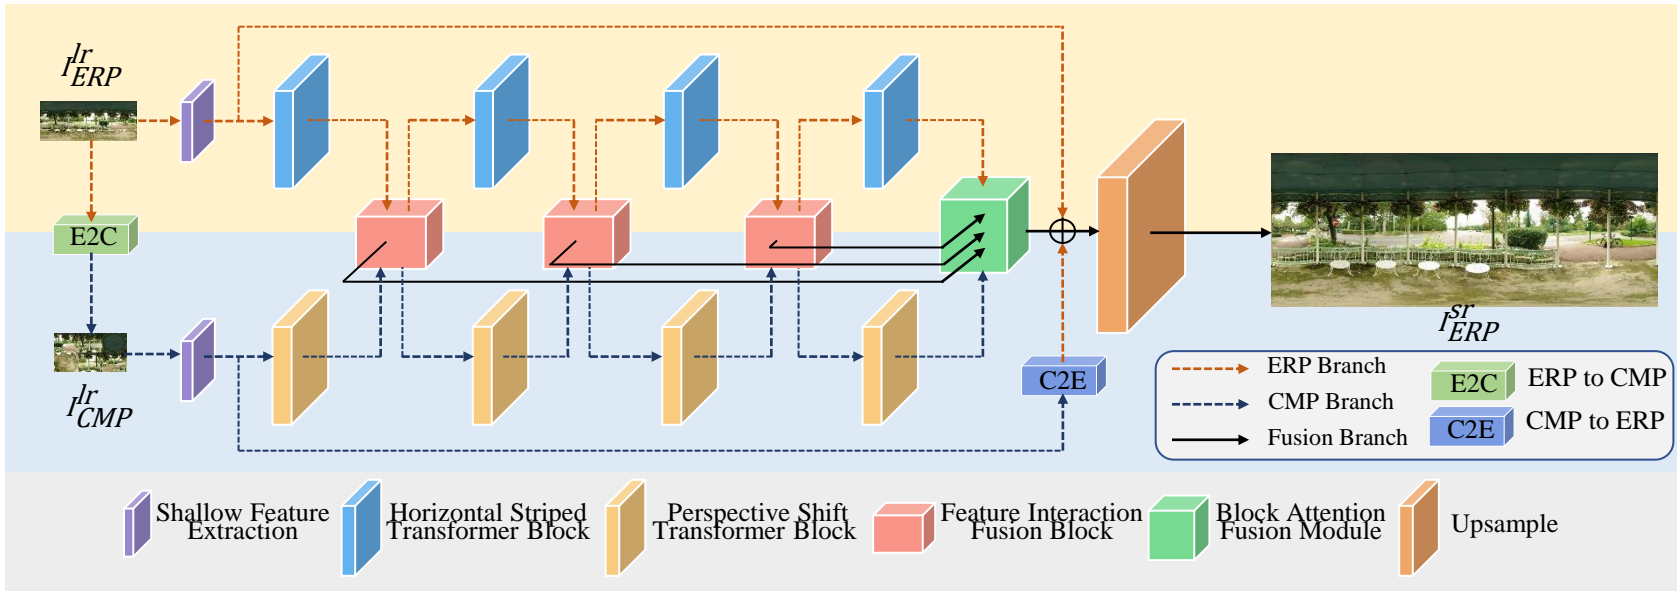 I^{lr}_{ERP}
E2C
I^{lr}_{CMP}
C2E
I^{sr}_{ERP}
ERP Branch
CMP Branch
Fusion Branch
E2C
ERP to CMP
C2E
CMP to ERP
Shallow Feature
Extraction
Horizontal Striped
Transformer Block
Perspective Shift
Transformer Block
Feature Interaction
Fusion Block
Block Attention
Fusion Module
Upsample